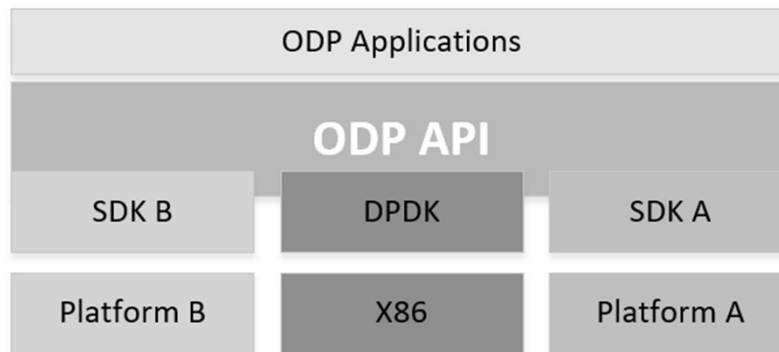 ODP Applications
ODP API
SDK B
DPDK
SDK A
Platform B
X86
Platform A